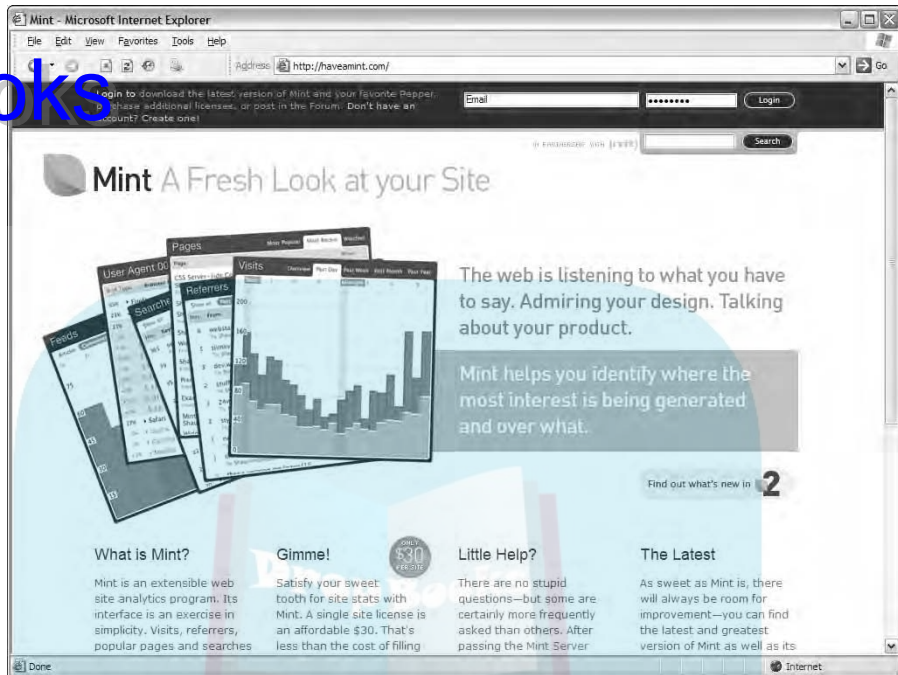 Mint - Microsoft Internet Explorer
File Edit View Favorites Tools Help
Address http://haveamint.com/ Go
oks
Login to download the latest version of Mint and your favorite Pepper,
purchase additional licenses, or post in the Forum. Don't have an
account? Create one!
Email Login
Search
Mint A Fresh Look at your Site
Pages
Visits
User Agent 00
Referrers
Searches
Feeds
The web is listening to what you have
to say. Admiring your design. Talking
about your product.
Mint helps you identify where the
most interest is being generated
and over what.
Find out what's new in 2
What is Mint?
Mint is an extensible web
site analytics program. Its
interface is an exercise in
simplicity. Visits, referrers,
popular pages and searches
Gimme!
ONLY
$30
PER SITE
Satisfy your sweet
tooth for site stats with
Mint. A single site license is
an affordable $30. That's
less than the cost of filling
Little Help?
There are no stupid
questions—but some are
certainly more frequently
asked than others. After
passing the Mint Server
The Latest
As sweet as Mint is, there
will always be room for
improvement—you can find
the latest and greatest
version of Mint as well as its
Done Internet